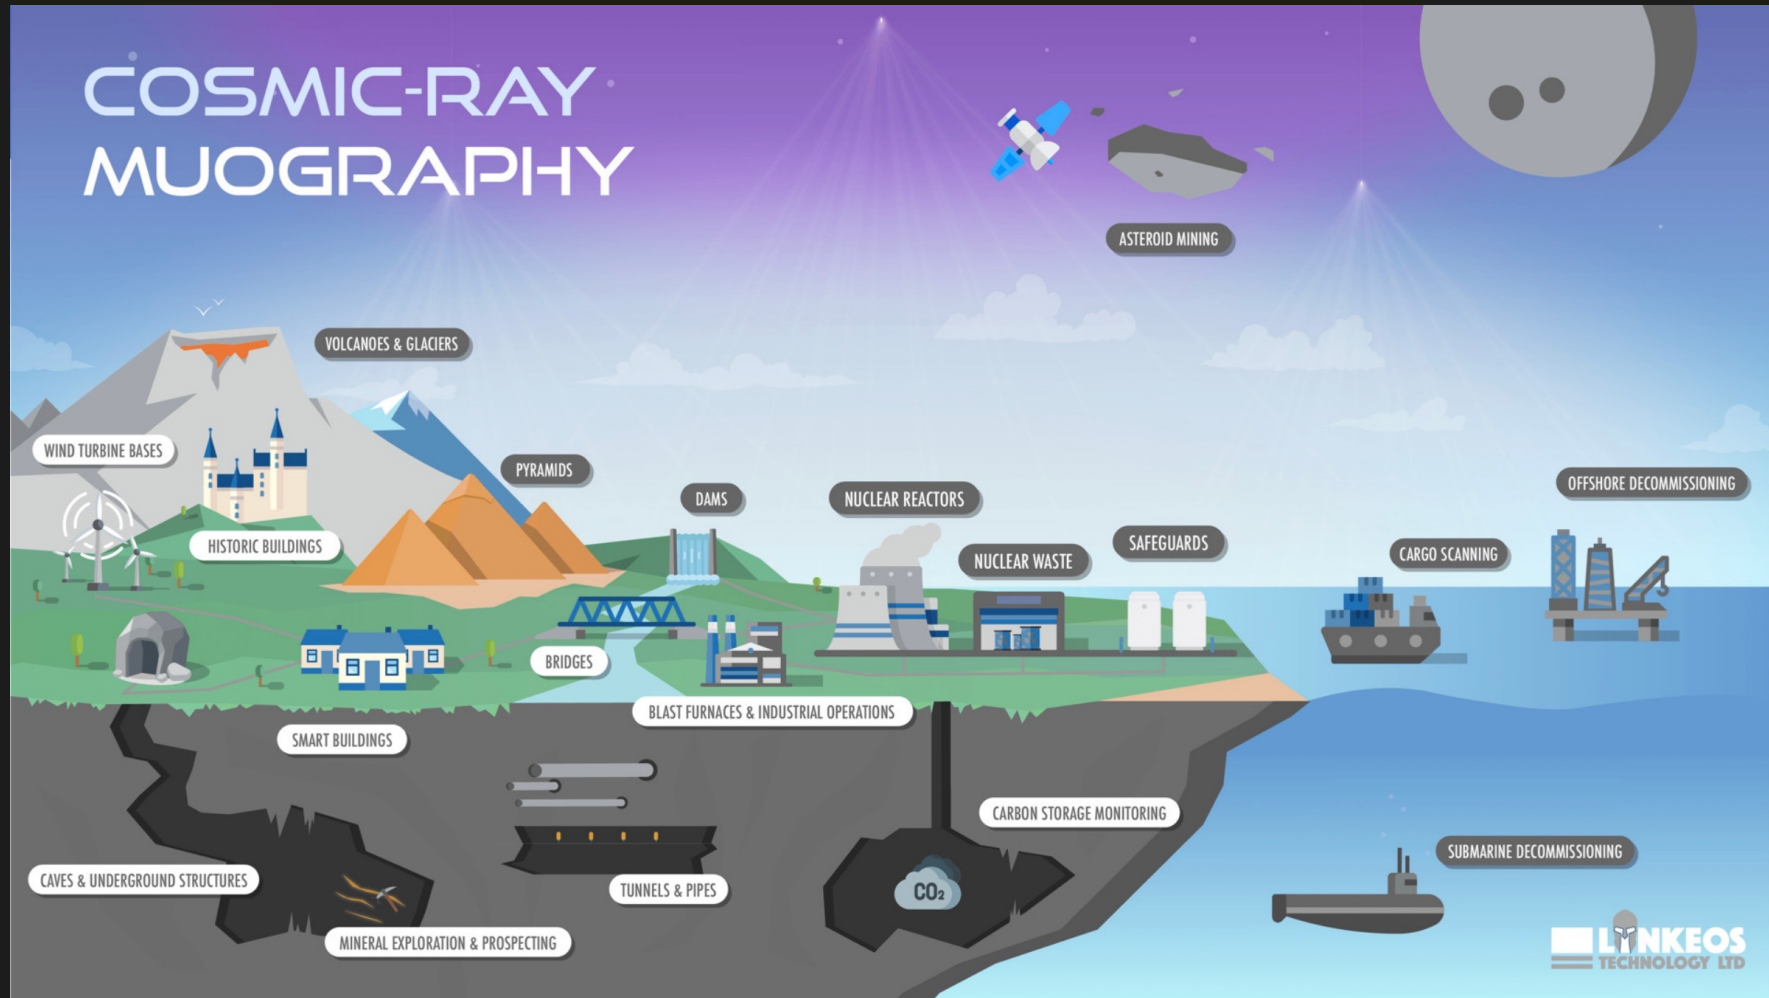 COSMIC-RAY
MUOGRAPHY
ASTEROID MINING
VOLCANOES & GLACIERS
WIND TURBINE BASES
PYRAMIDS
DAMS
NUCLEAR REACTORS
OFFSHORE DECOMMISSIONING
HISTORIC BUILDINGS
NUCLEAR WASTE
SAFEGUARDS
CARGO SCANNING
BRIDGES
BLAST FURNACES & INDUSTRIAL OPERATIONS
SMART BUILDINGS
CARBON STORAGE MONITORING
SUBMARINE DECOMMISSIONING
CAVES & UNDERGROUND STRUCTURES
TUNNELS & PIPES
CO₂
MINERAL EXPLORATION & PROSPECTING
LYNKEOS
TECHNOLOGY LTD